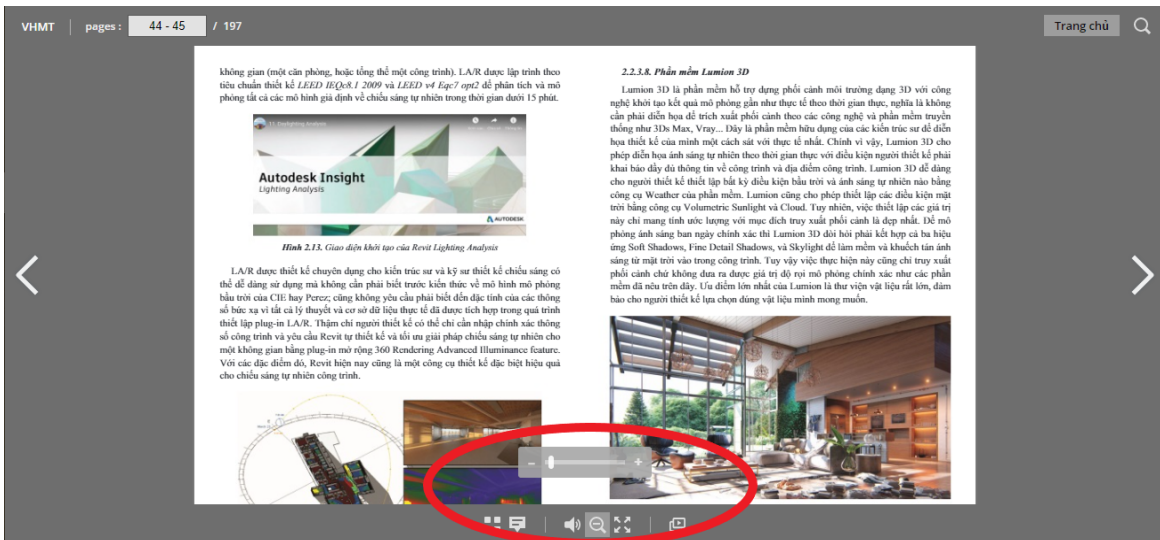 VHMT
pages :
44 - 45
/ 197
Trang chủ
không gian (một căn phòng, hoặc tổng thể một công trình). LA/R được lập trình theo
tiêu chuẩn thiết kế LEED IEQc8.1 2009 và LEED v4 Eqc7 opt2 để phân tích và mô
phỏng tất cả các mô hình giả định về chiếu sáng tự nhiên trong thời gian dưới 15 phút.
11. Daylighting Analysis
Autodesk Insight
Lighting Analysis
AUTODESK
Hình 2.13. Giao diện khởi tạo của Revit Lighting Analysis
LA/R được thiết kế chuyên dụng cho kiến trúc sư và kỹ sư thiết kế chiếu sáng có
thể dễ dàng sử dụng mà không cần phải biết trước kiến thức về mô hình mô phỏng
bầu trời của CIE hay Perez; cũng không yêu cầu phải biết đến đặc tính của các thông
số bức xạ vì tất cả lý thuyết và cơ sở dữ liệu thực tế đã được tích hợp trong quá trình
thiết lập plug-in LA/R. Thậm chí người thiết kế có thể chỉ cần nhập chính xác thông
số công trình và yêu cầu Revit tự thiết kế và tối ưu giải pháp chiếu sáng tự nhiên cho
một không gian bằng plug-in mở rộng 360 Rendering Advanced Illuminance feature.
Với các đặc điểm đó, Revit hiện nay cũng là một công cụ thiết kế đặc biệt hiệu quả
cho chiếu sáng tự nhiên công trình.
2.2.3.8. Phần mềm Lumion 3D
Lumion 3D là phần mềm hỗ trợ dựng phối cảnh môi trường dạng 3D với công
nghệ khởi tạo kết quả mô phỏng gần như thực tế theo thời gian thực, nghĩa là không
cần phải diễn họa để trích xuất phối cảnh theo các công nghệ và phần mềm truyền
thống như 3Ds Max, Vray... Đây là phần mềm hữu dụng của các kiến trúc sư để diễn
họa thiết kế của mình một cách sát với thực tế nhất. Chính vì vậy, Lumion 3D cho
phép diễn họa ánh sáng tự nhiên theo thời gian thực với điều kiện người thiết kế phải
khai báo đầy đủ thông tin về công trình và địa điểm công trình. Lumion 3D dễ dàng
cho người thiết kế thiết lập bất kỳ điều kiện bầu trời và ánh sáng tự nhiên nào bằng
công cụ Weather của phần mềm. Lumion cũng cho phép thiết lập các điều kiện mặt
trời bằng công cụ Volumetric Sunlight và Cloud. Tuy nhiên, việc thiết lập các giá trị
này chỉ mang tính ước lượng với mục đích truy xuất phối cảnh là đẹp nhất. Để mô
phỏng ánh sáng ban ngày chính xác thì Lumion 3D đòi hỏi phải kết hợp cả ba hiệu
ứng Soft Shadows, Fine Detail Shadows, và Skylight để làm mềm và khuếch tán ánh
sáng từ mặt trời vào trong công trình. Tuy vậy việc thực hiện này cũng chỉ truy xuất
phối cảnh chứ không đưa ra được giá trị độ rọi mô phỏng chính xác như các phần
mềm đã nêu trên đây. Ưu điểm lớn nhất của Lumion là thư viện vật liệu rất lớn, đảm
bảo cho người thiết kế lựa chọn đúng vật liệu mình mong muốn.